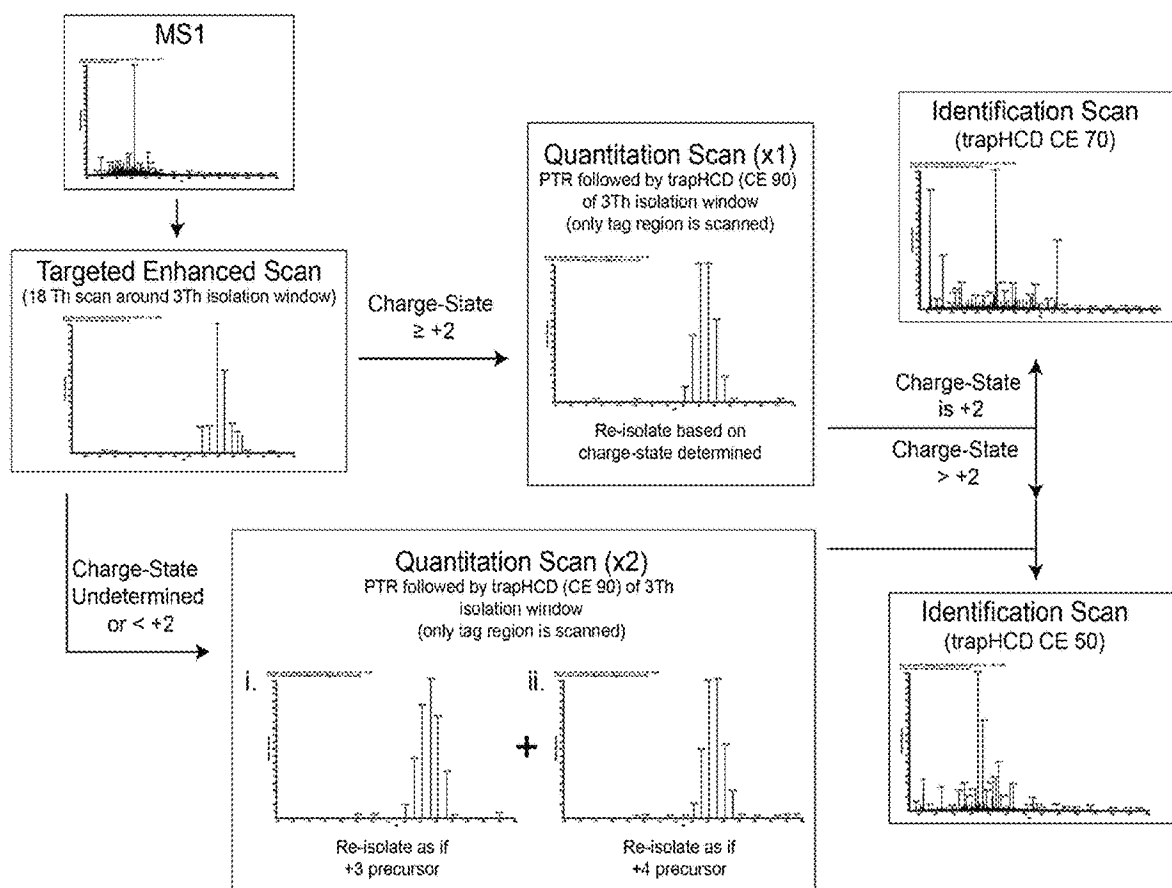 MS1
Targeted Enhanced Scan
(18 Th scan around 3Th isolation window)
Charge-State
≥ +2
Quantitation Scan (x1)
PTR followed by trapHCD (CE 90)
of 3Th isolation window
(only tag region is scanned)
Re-isolate based on
charge-state determined
Identification Scan
(trapHCD CE 70)
Charge-State
is +2
Charge-State
> +2
Charge-State
Undetermined
or < +2
Quantitation Scan (x2)
PTR followed by trapHCD (CE 90) of 3Th
isolation window
(only tag region is scanned)
i.
+
ii.
Re-isolate as if
+3 precursor
Re-isolate as if
+4 precursor
Identification Scan
(trapHCD CE 50)